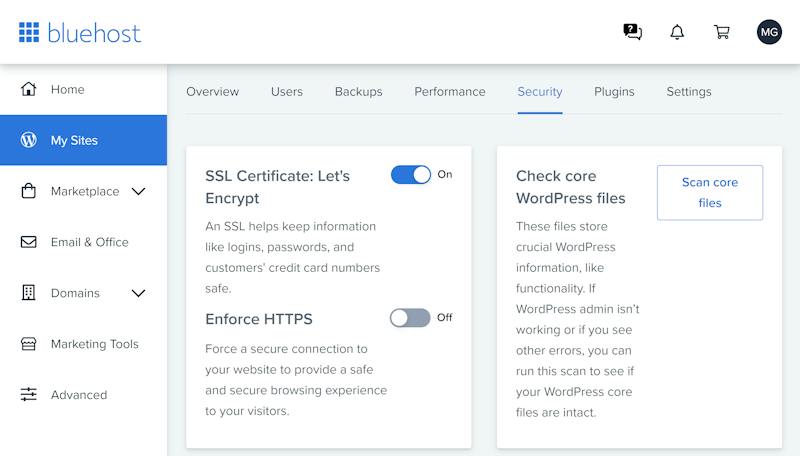 bluehost
MG
Home
My Sites
Marketplace
Email & Office
Domains
Marketing Tools
Advanced
Overview Users Backups Performance Security Plugins Settings
SSL Certificate: Let's
Encrypt
On
An SSL helps keep information
like logins, passwords, and
customers' credit card numbers
safe.
Enforce HTTPS
Off
Force a secure connection to
your website to provide a safe
and secure browsing experience
to your visitors.
Check core
WordPress files
Scan core
files
These files store
crucial WordPress
information, like
functionality. If
WordPress admin isn’t
working or if you see
other errors, you can
run this scan to see if
your WordPress core
files are intact.